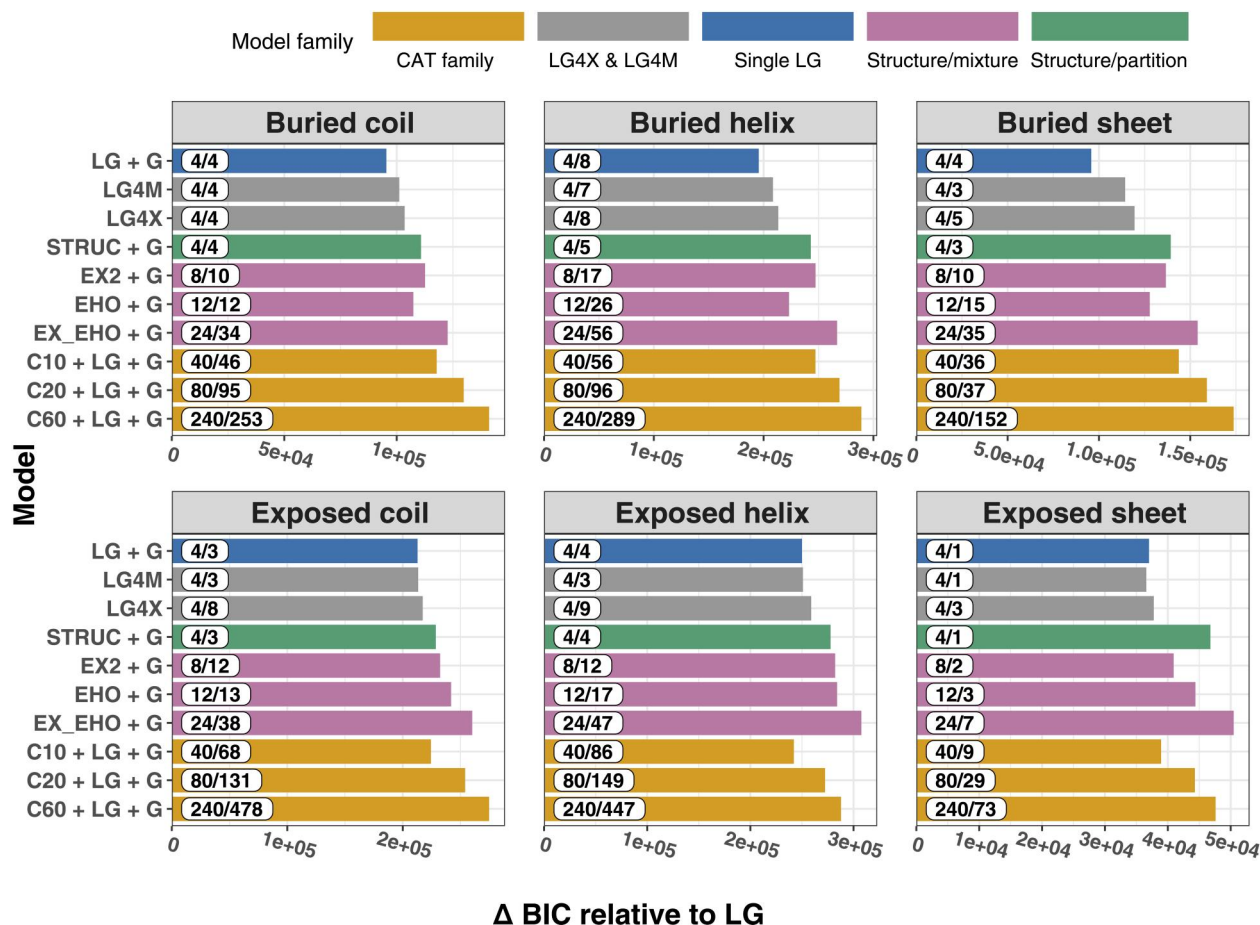 Model family
CAT family
LG4X & LG4M
Single LG
Structure/mixture
Structure/partition
Model
Buried coil
Buried helix
Buried sheet
LG + G 4/4 4/8 4/4
LG4M 4/4 4/7 4/3
LG4X 4/4 4/8 4/5
STRUC + G 4/4 4/5 4/3
EX2 + G 8/10 8/17 8/10
EHO + G 12/12 12/26 12/15
EX_EHO + G 24/34 24/56 24/35
C10 + LG + G 40/46 40/56 40/36
C20 + LG + G 80/95 80/96 80/37
C60 + LG + G 240/253 240/289 240/152
0 5e+04 1e+05
0 1e+05 2e+05 3e+05
0 5.0e+04 1.0e+05 1.5e+05
Exposed coil
Exposed helix
Exposed sheet
LG + G 4/3 4/4 4/1
LG4M 4/3 4/3 4/1
LG4X 4/8 4/9 4/3
STRUC + G 4/3 4/4 4/1
EX2 + G 8/12 8/12 8/2
EHO + G 12/13 12/17 12/3
EX_EHO + G 24/38 24/47 24/7
C10 + LG + G 40/68 40/86 40/9
C20 + LG + G 80/131 80/149 80/29
C60 + LG + G 240/478 240/447 240/73
0 1e+05 2e+05
0 1e+05 2e+05 3e+05
0 1e+04 2e+04 3e+04 4e+04 5e+04
Δ BIC relative to LG